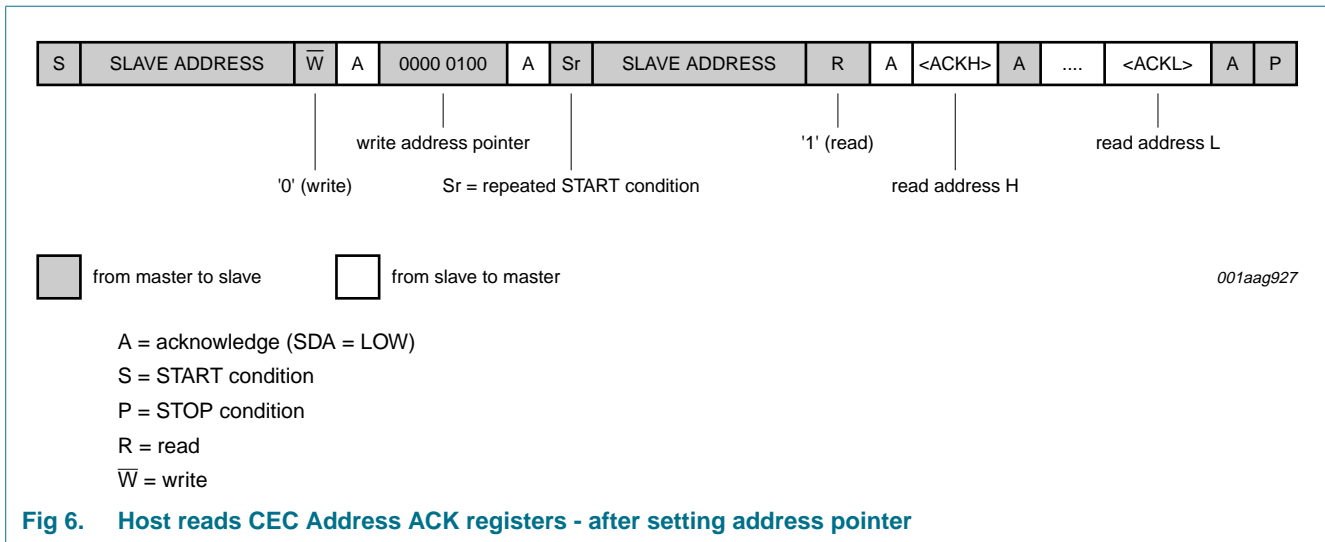 S SLAVE ADDRESS W̅ A 0000 0100 A Sr SLAVE ADDRESS R A <ACKH> A .... <ACKL> A P
write address pointer '1' (read) read address L
'0' (write) Sr = repeated START condition read address H
from master to slave from slave to master 001aag927
A = acknowledge (SDA = LOW)
S = START condition
P = STOP condition
R = read
W̅ = write
Fig 6. Host reads CEC Address ACK registers - after setting address pointer